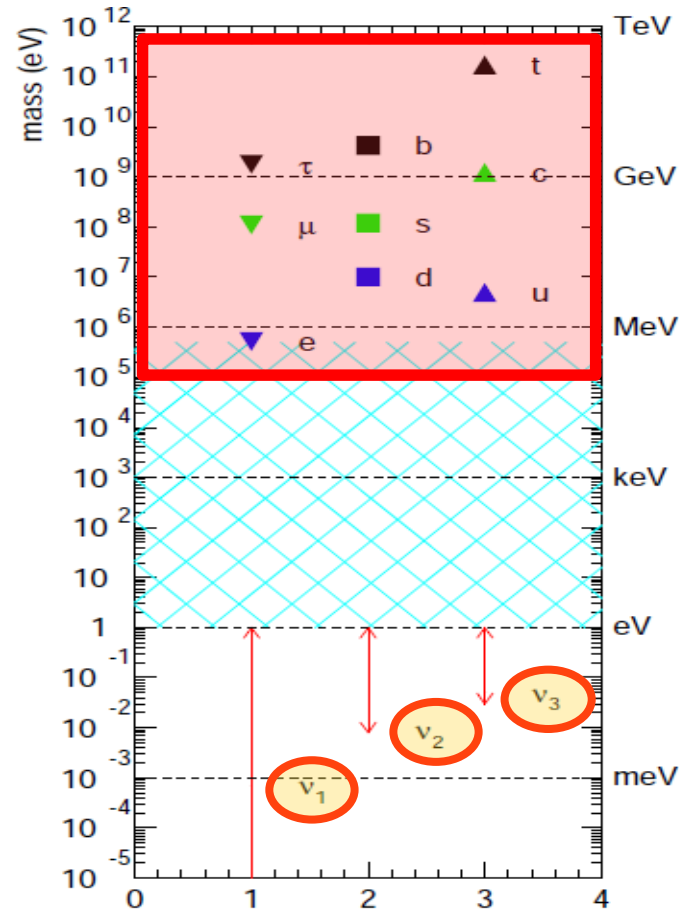 mass (eV)
10 12 TeV
10 11 t
10 10 b
τ
10 9 c GeV
10 8 μ s
10 7 d u
10 6 MeV
e
10 5
10 4
10 3 keV
10 2
10
1 eV
10 -1
10 -2 ν3
ν2
10 -3 meV
ν1
10 -4
10 -5
0 1 2 3 4